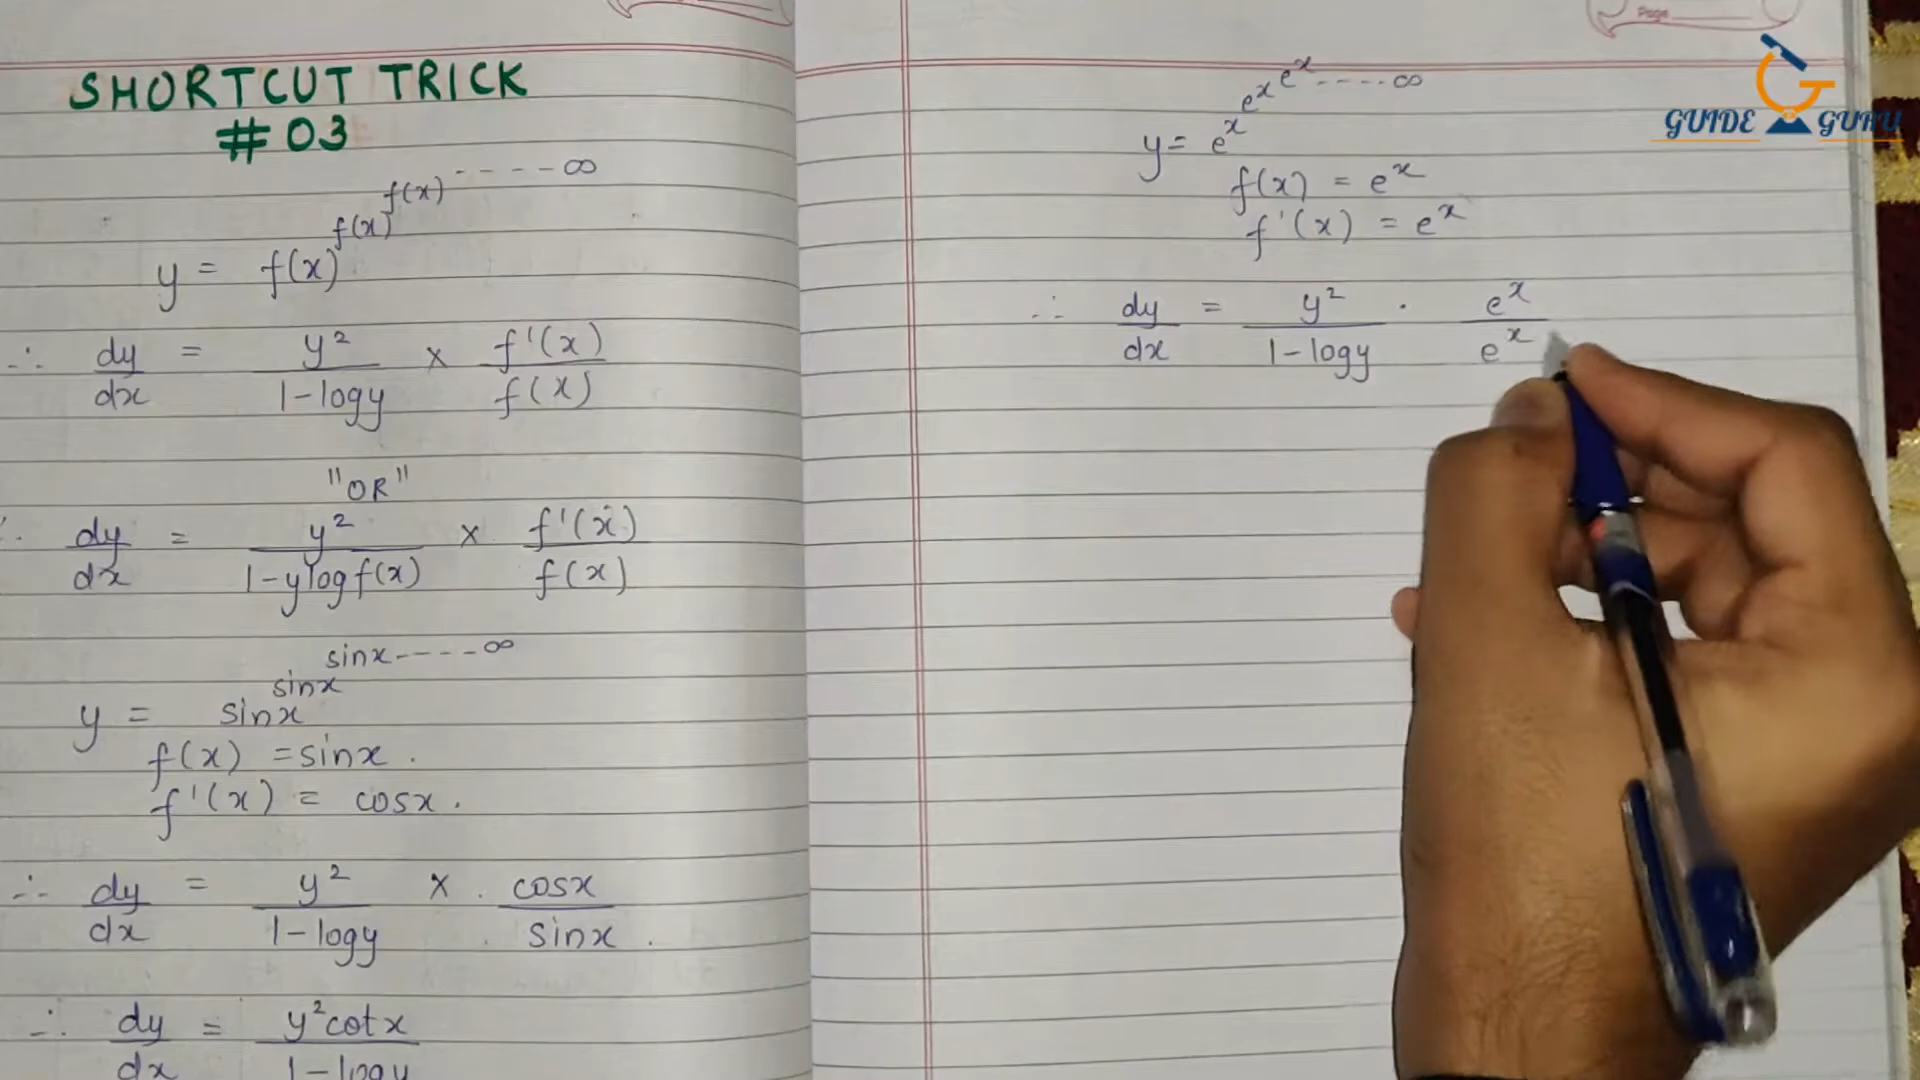 SHORTCUT TRICK
# 03
y = f(x)^f(x)^f(x)^----∞
∴ dy/dx = y²/(1-logy) × f'(x)/f(x)
"OR"
∴ dy/dx = y²/(1-ylogf(x)) × f'(x)/f(x)
y = sinx^sinx^sinx----∞
f(x) = sinx.
f'(x) = cosx.
∴ dy/dx = y²/(1-logy) × cosx/sinx.
∴ dy/dx = y²cotx/(1-logy)
Page
GUIDE GURU
y = e^x^e^x^e^x----∞
f(x) = e^x
f'(x) = e^x
∴ dy/dx = y²/(1-logy) · e^x/e^x